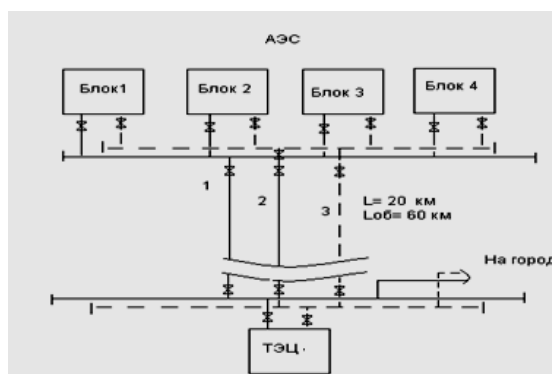 АЭС
Блок1
Блок 2
Блок 3
Блок 4
1
2
3
L= 20 км
Lоб= 60 км
На город
ТЭЦ